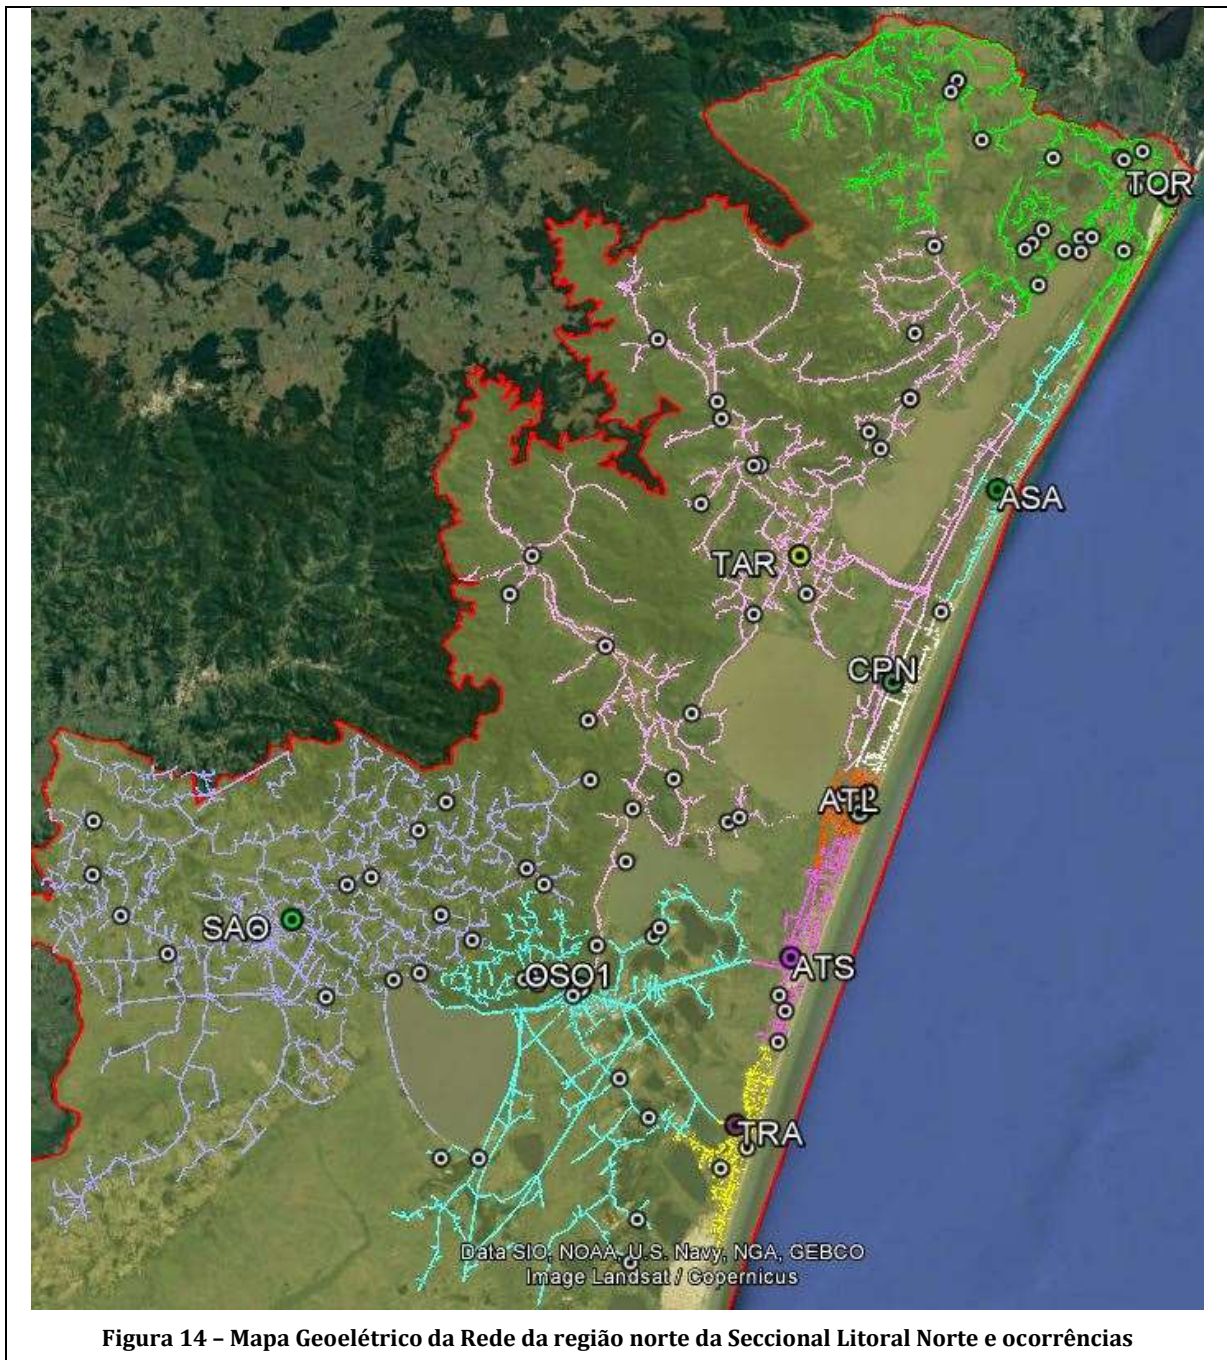 TOR
ASA
TAR
CPN
ATL
SAO
OSO1
ATS
TRA
Data SIO, NOAA, U.S. Navy, NGA, GEBCO
Image Landsat / Copernicus
Figura 14 – Mapa Geoelétrico da Rede da região norte da Seccional Litoral Norte e ocorrências